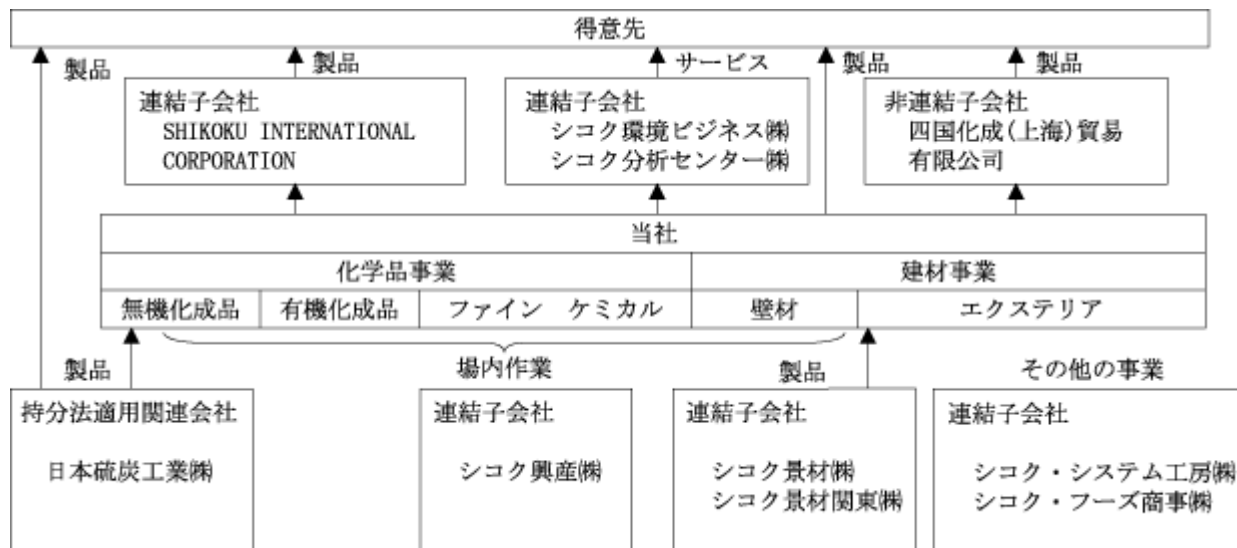 得意先
製品
製品
サービス
製品
製品
連結子会社
SHIKOKU INTERNATIONAL
CORPORATION
連結子会社
シコク環境ビジネス㈱
シコク分析センター㈱
非連結子会社
四国化成(上海)貿易
有限公司
当社
化学品事業
建材事業
無機化成品
有機化成品
ファイン ケミカル
壁材
エクステリア
製品
場内作業
製品
その他の事業
持分法適用関連会社
日本硫炭工業㈱
連結子会社
シコク興産㈱
連結子会社
シコク景材㈱
シコク景材関東㈱
連結子会社
シコク・システム工房㈱
シコク・フーズ商事㈱